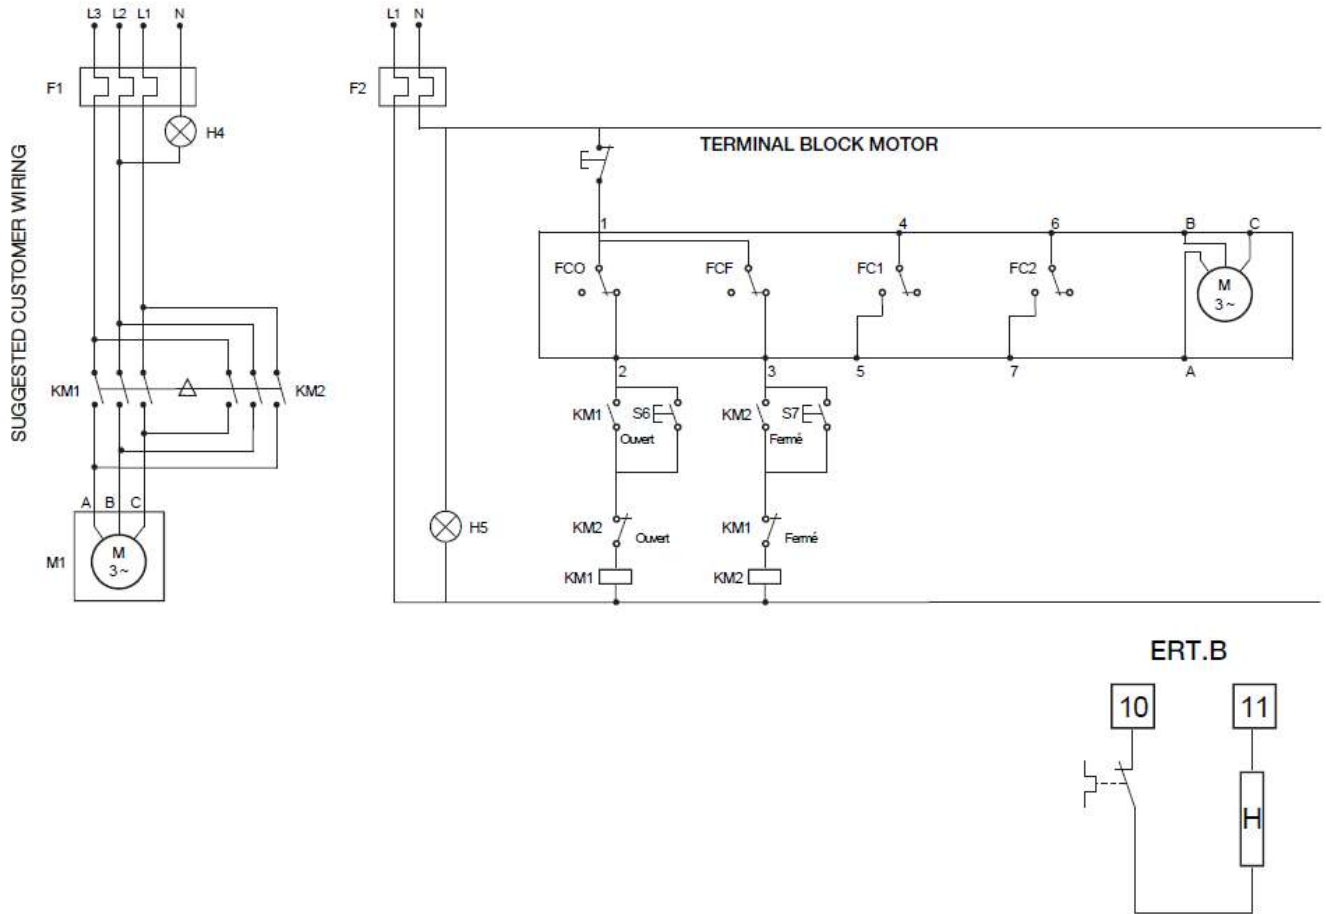 L3 L2 L1 N
F1
H4
SUGGESTED CUSTOMER WIRING
KM1
KM2
A B C
M1
M
3~
L1 N
F2
H5
TERMINAL BLOCK MOTOR
1 4 6 B C
FCO FCF FC1 FC2
M
3~
2 3 5 7 A
KM1 S6 KM2 S7
Ouvert Fermé
KM2 Ouvert KM1 Fermé
KM1 KM2
ERT.B
10 11
H